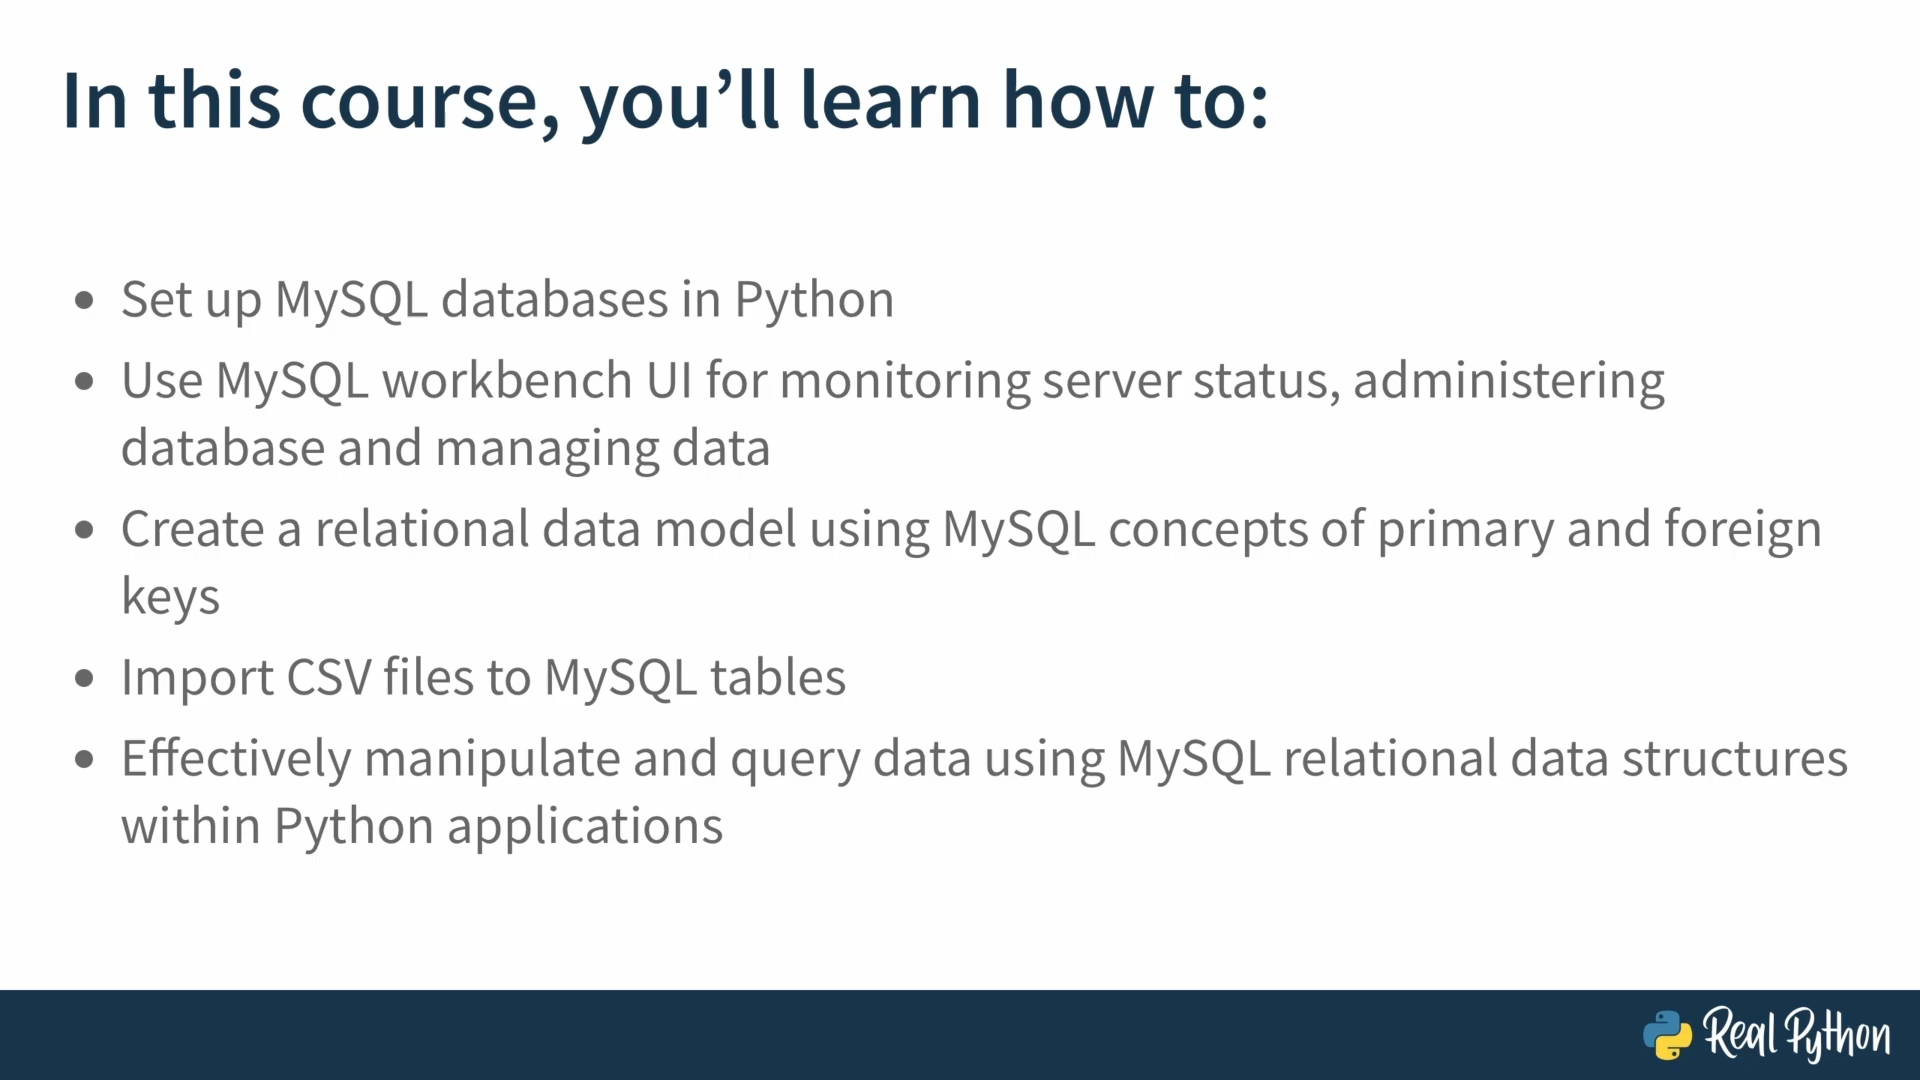 In this course, you’ll learn how to:
• Set up MySQL databases in Python
• Use MySQL workbench UI for monitoring server status, administering
database and managing data
• Create a relational data model using MySQL concepts of primary and foreign
keys
• Import CSV files to MySQL tables
• Effectively manipulate and query data using MySQL relational data structures
within Python applications
Real Python